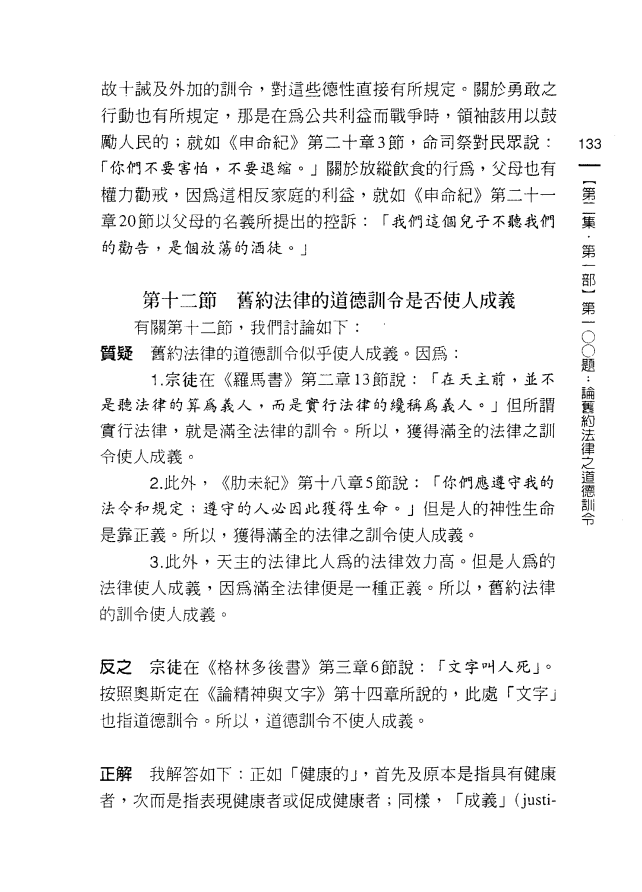 故十誡及外加的訓令，對這些德性直接有所規定。關於勇敢之
行動也有所規定，那是在爲公共利益而戰爭時，領袖該用以鼓
勵人民的；就如《申命紀》第二十章3節，命司祭對民眾說：
「你們不要害怕，不要退縮。」關於放縱飲食的行爲，父母也有
權力勸戒，因爲這相反家庭的利益，就如《申命紀》第二十一
章20節以父母的名義所提出的控訴：「我們這個兒子不聽我們
的勸告，是個放蕩的酒徒。」
第十二節　舊約法律的道德訓令是否使人成義
有關第十二節，我們討論如下：
質疑　舊約法律的道德訓令似乎使人成義。因爲：
1.宗徒在《羅馬書》第二章13節說：「在天主前，並不
是聽法律的算爲義人，而是實行法律的纔稱爲義人。」但所謂
實行法律，就是滿全法律的訓令。所以，獲得滿全的法律之訓
令使人成義。
2.此外，《肋未紀》第十八章5節說：「你們應遵守我的
法令和規定；遵守的人必因此獲得生命。」但是人的神性生命
是靠正義。所以，獲得滿全的法律之訓令使人成義。
3.此外，天主的法律比人爲的法律效力高。但是人爲的
法律使人成義，因爲滿全法律便是一種正義。所以，舊約法律
的訓令使人成義。
反之　宗徒在《格林多後書》第三章6節說：「文字叫人死」。
按照奧斯定在《論精神與文字》第十四章所說的，此處「文字」
也指道德訓令。所以，道德訓令不使人成義。
正解　我解答如下：正如「健康的」，首先及原本是指具有健康
者，次而是指表現健康者或促成健康者；同樣，「成義」(justi-
133
【第二集．第一部】第一○○題：論舊約法律之道德訓令